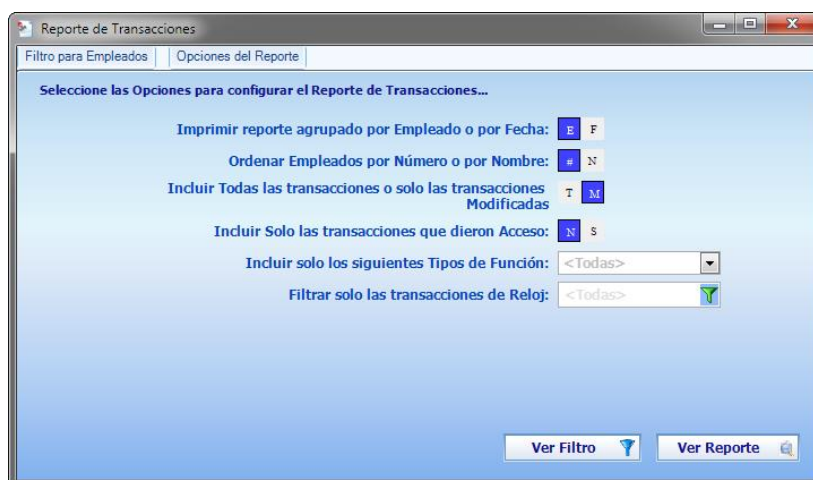 Reporte de Transacciones
Filtro para Empleados Opciones del Reporte
Seleccione las Opciones para configurar el Reporte de Transacciones...
Imprimir reporte agrupado por Empleado o por Fecha: E F
Ordenar Empleados por Número o por Nombre: # N
Incluir Todas las transacciones o solo las transacciones
Modificadas T M
Incluir Solo las transacciones que dieron Acceso: N S
Incluir solo los siguientes Tipos de Función: <Todas>
Filtrar solo las transacciones de Reloj: <Todas>
Ver Filtro Ver Reporte